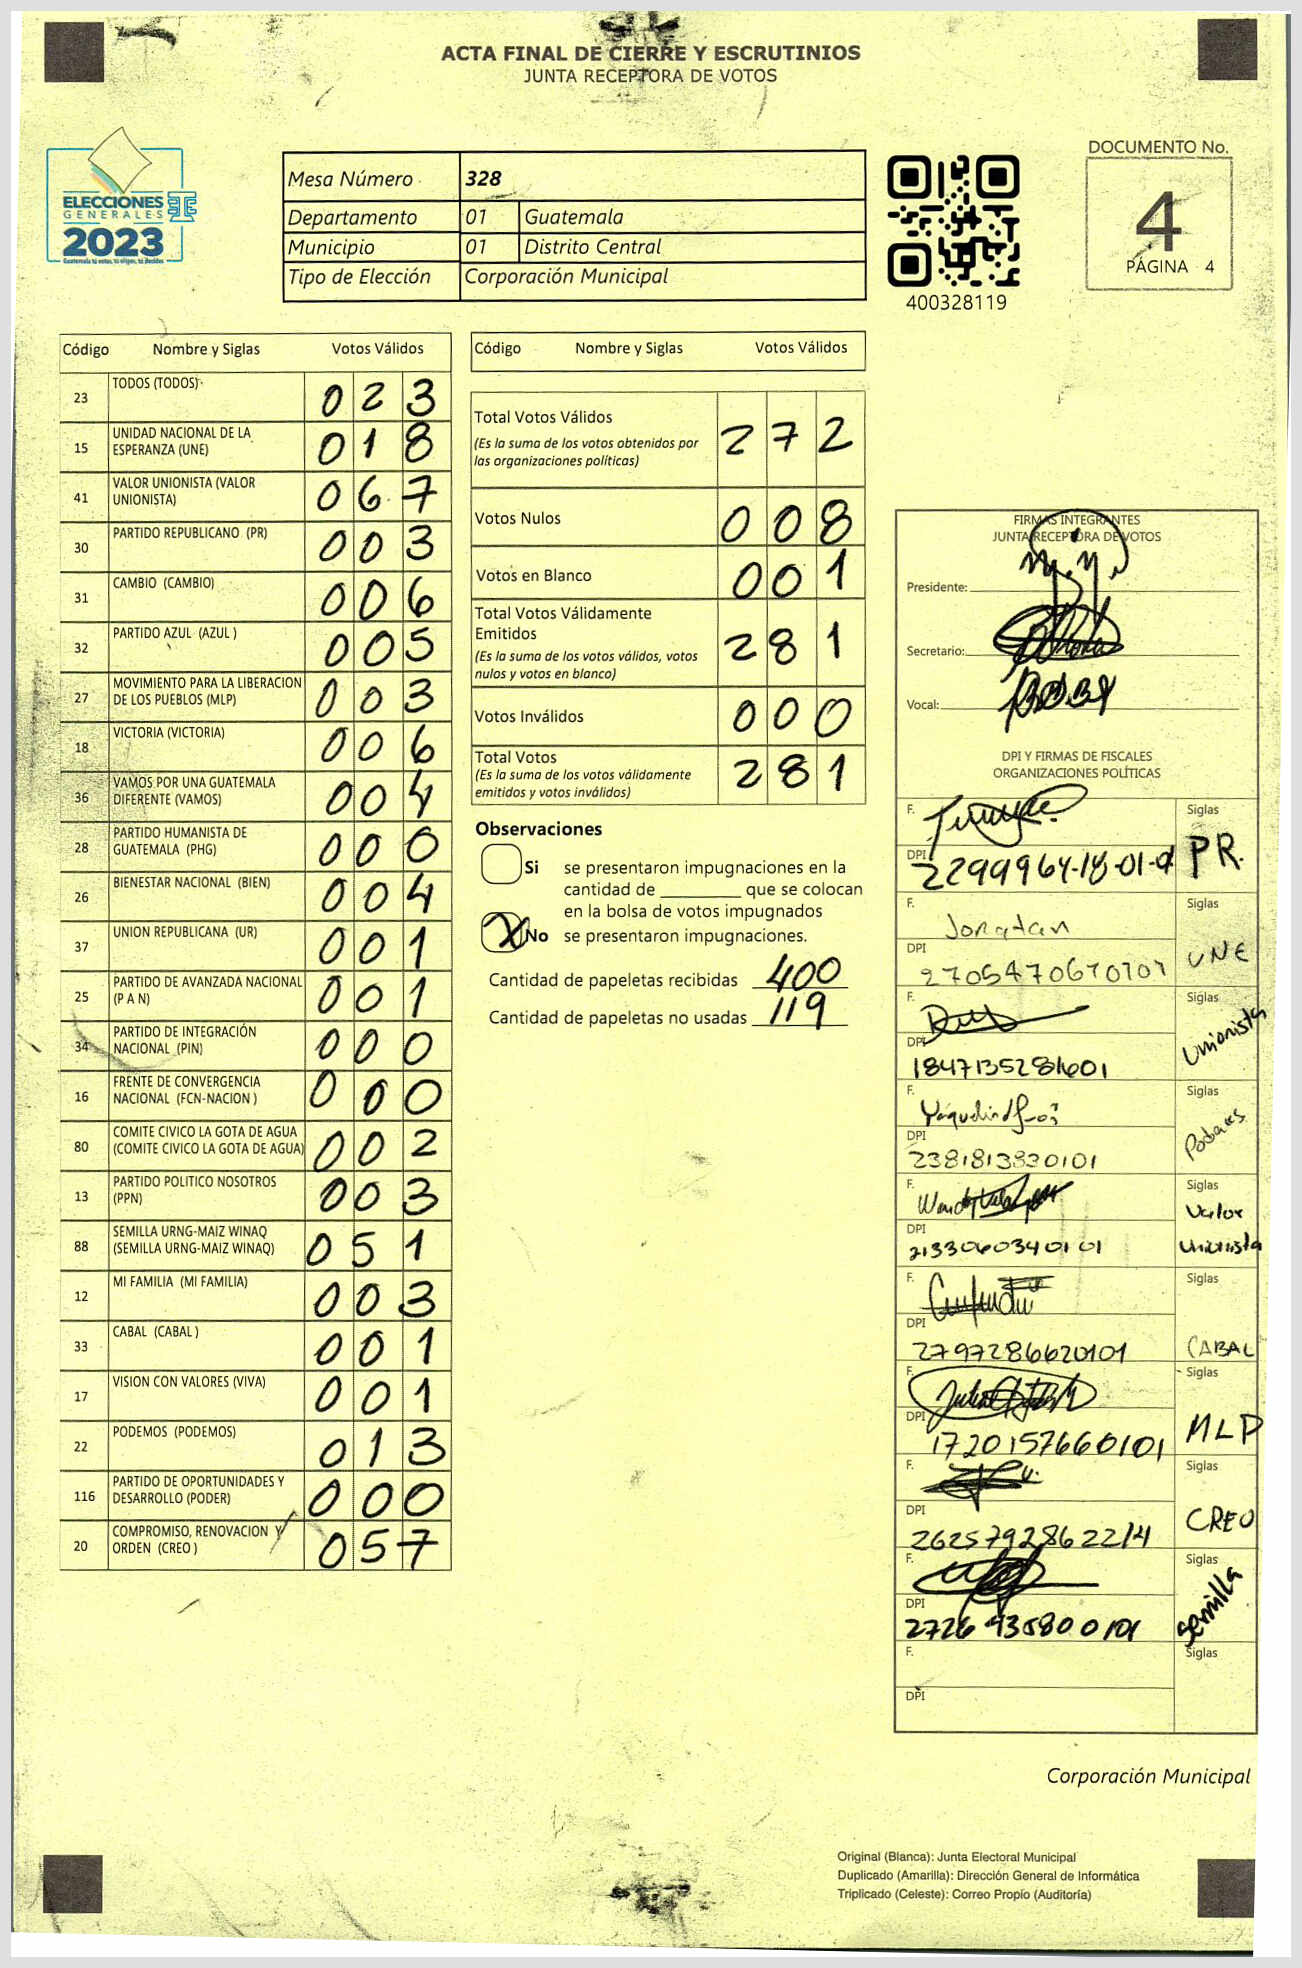 ACTA FINAL DE CIERRE Y ESCRUTINIOS
JUNTA RECEPTORA DE VOTOS
ELECCIONES
GENERALES
2023
Guatemala tú votas, tú eliges, tú decides
Mesa Número 328
Departamento 01 Guatemala
Municipio 01 Distrito Central
Tipo de Elección Corporación Municipal
400328119
DOCUMENTO No.
4
PÁGINA 4
Código Nombre y Siglas Votos Válidos
23 TODOS (TODOS) 0 2 3
15 UNIDAD NACIONAL DE LA ESPERANZA (UNE) 0 1 8
41 VALOR UNIONISTA (VALOR UNIONISTA) 0 6 7
30 PARTIDO REPUBLICANO (PR) 0 0 3
31 CAMBIO (CAMBIO) 0 0 6
32 PARTIDO AZUL (AZUL ) 0 0 5
27 MOVIMIENTO PARA LA LIBERACION DE LOS PUEBLOS (MLP) 0 0 3
18 VICTORIA (VICTORIA) 0 0 6
36 VAMOS POR UNA GUATEMALA DIFERENTE (VAMOS) 0 0 4
28 PARTIDO HUMANISTA DE GUATEMALA (PHG) 0 0 0
26 BIENESTAR NACIONAL (BIEN) 0 0 4
37 UNION REPUBLICANA (UR) 0 0 1
25 PARTIDO DE AVANZADA NACIONAL (P A N) 0 0 1
34 PARTIDO DE INTEGRACIÓN NACIONAL (PIN) 0 0 0
16 FRENTE DE CONVERGENCIA NACIONAL (FCN-NACION ) 0 0 0
80 COMITE CIVICO LA GOTA DE AGUA (COMITE CIVICO LA GOTA DE AGUA) 0 0 2
13 PARTIDO POLITICO NOSOTROS (PPN) 0 0 3
88 SEMILLA URNG-MAIZ WINAQ (SEMILLA URNG-MAIZ WINAQ) 0 5 1
12 MI FAMILIA (MI FAMILIA) 0 0 3
33 CABAL (CABAL ) 0 0 1
17 VISION CON VALORES (VIVA) 0 0 1
22 PODEMOS (PODEMOS) 0 1 3
116 PARTIDO DE OPORTUNIDADES Y DESARROLLO (PODER) 0 0 0
20 COMPROMISO, RENOVACION Y ORDEN (CREO ) 0 5 7
Código Nombre y Siglas Votos Válidos
Total Votos Válidos 2 7 2
(Es la suma de los votos obtenidos por
las organizaciones políticas)
Votos Nulos 0 0 8
Votos en Blanco 0 0 1
Total Votos Válidamente
Emitidos 2 8 1
(Es la suma de los votos válidos, votos
nulos y votos en blanco)
Votos Inválidos 0 0 0
Total Votos 2 8 1
(Es la suma de los votos válidamente
emitidos y votos inválidos)
Observaciones
Si se presentaron impugnaciones en la
cantidad de ________ que se colocan
en la bolsa de votos impugnados
X No se presentaron impugnaciones.
Cantidad de papeletas recibidas 400
Cantidad de papeletas no usadas 119
FIRMAS INTEGRANTES
JUNTA RECEPTORA DE VOTOS
Presidente:
Secretario:
Vocal:
DPI Y FIRMAS DE FISCALES
ORGANIZACIONES POLÍTICAS
F. Siglas
DPI PR.
F. Jonatan Siglas
DPI UNE
F. Siglas
DPI Unionista
1847135281601
F. Siglas
DPI
2381813830101
F. Siglas
DPI Valor
2133060340101 Unionista
F. Siglas
DPI
2797286620101 CABAL
F. Siglas
DPI MLP
1720157660101
F. Siglas
DPI CREO
2625792862214
F. Siglas
DPI Semilla
F. Siglas
DPI
Corporación Municipal
Original (Blanca): Junta Electoral Municipal
Duplicado (Amarilla): Dirección General de Informática
Triplicado (Celeste): Correo Propio (Auditoría)